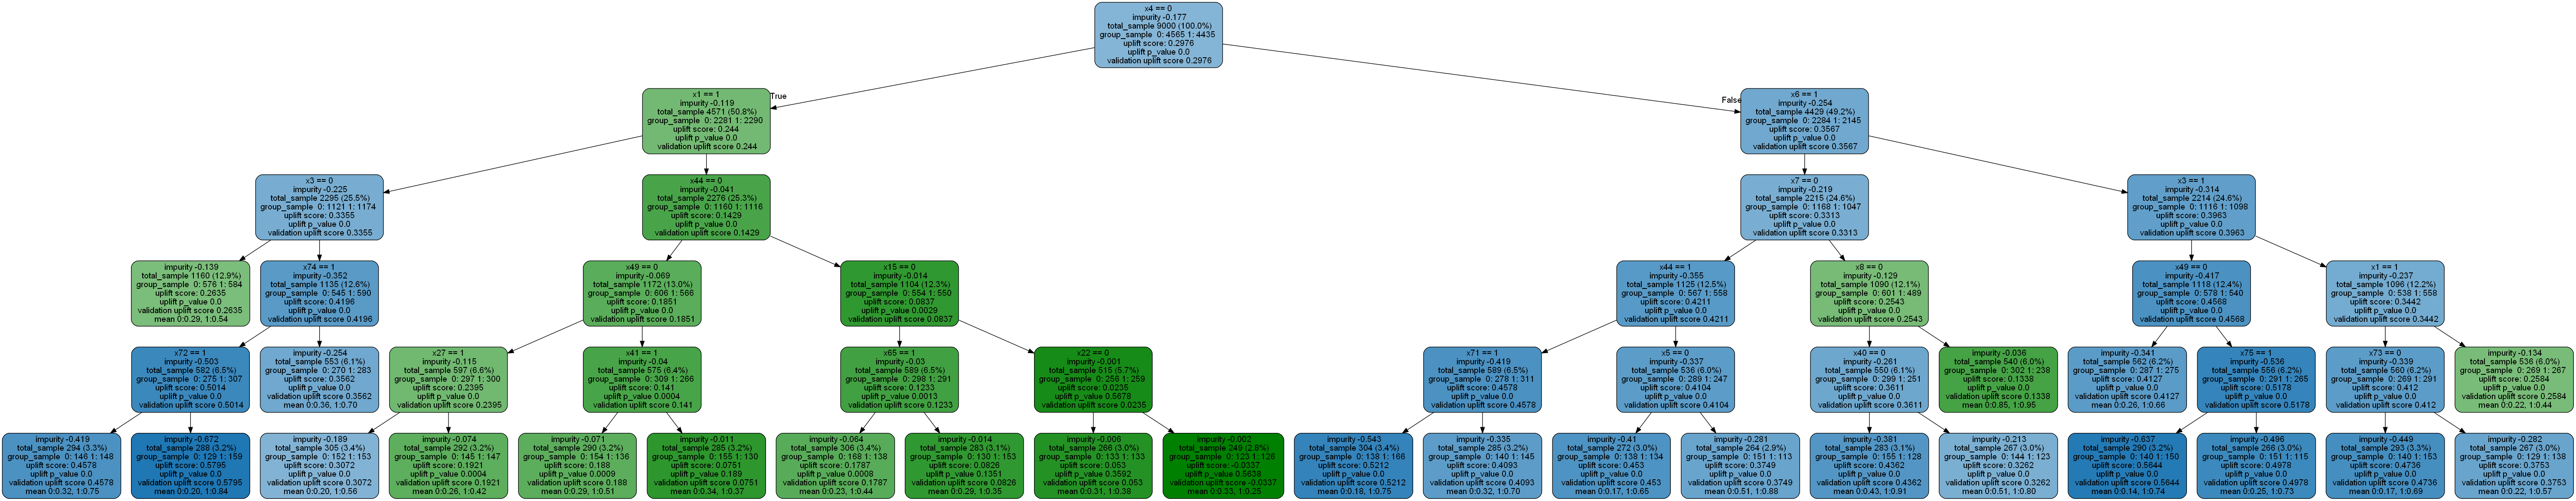 x4 == 0
impurity -0.177
total_sample 9000 (100.0%)
group_sample 0: 4565 1: 4435
uplift score: 0.2976
uplift p_value 0.0
validation uplift score 0.2976
True
False
x1 == 1
impurity -0.119
total_sample 4571 (50.8%)
group_sample 0: 2281 1: 2290
uplift score: 0.244
uplift p_value 0.0
validation uplift score 0.244
x6 == 1
impurity -0.254
total_sample 4429 (49.2%)
group_sample 0: 2284 1: 2145
uplift score: 0.3567
uplift p_value 0.0
validation uplift score 0.3567
x3 == 0
impurity -0.225
total_sample 2295 (25.5%)
group_sample 0: 1121 1: 1174
uplift score: 0.3355
uplift p_value 0.0
validation uplift score 0.3355
x44 == 0
impurity -0.041
total_sample 2276 (25.3%)
group_sample 0: 1160 1: 1116
uplift score: 0.1429
uplift p_value 0.0
validation uplift score 0.1429
x7 == 0
impurity -0.219
total_sample 2215 (24.6%)
group_sample 0: 1168 1: 1047
uplift score: 0.3313
uplift p_value 0.0
validation uplift score 0.3313
x3 == 1
impurity -0.314
total_sample 2214 (24.6%)
group_sample 0: 1116 1: 1098
uplift score: 0.3963
uplift p_value 0.0
validation uplift score 0.3963
impurity -0.139
total_sample 1160 (12.9%)
group_sample 0: 576 1: 584
uplift score: 0.2635
uplift p_value 0.0
validation uplift score 0.2635
mean 0:0.29, 1:0.54
x74 == 1
impurity -0.352
total_sample 1135 (12.6%)
group_sample 0: 545 1: 590
uplift score: 0.4196
uplift p_value 0.0
validation uplift score 0.4196
x49 == 0
impurity -0.069
total_sample 1172 (13.0%)
group_sample 0: 606 1: 566
uplift score: 0.1851
uplift p_value 0.0
validation uplift score 0.1851
x15 == 0
impurity -0.014
total_sample 1104 (12.3%)
group_sample 0: 554 1: 550
uplift score: 0.0837
uplift p_value 0.0029
validation uplift score 0.0837
x44 == 1
impurity -0.355
total_sample 1125 (12.5%)
group_sample 0: 567 1: 558
uplift score: 0.4211
uplift p_value 0.0
validation uplift score 0.4211
x8 == 0
impurity -0.129
total_sample 1090 (12.1%)
group_sample 0: 601 1: 489
uplift score: 0.2543
uplift p_value 0.0
validation uplift score 0.2543
x49 == 0
impurity -0.417
total_sample 1118 (12.4%)
group_sample 0: 578 1: 540
uplift score: 0.4568
uplift p_value 0.0
validation uplift score 0.4568
x1 == 1
impurity -0.237
total_sample 1096 (12.2%)
group_sample 0: 538 1: 558
uplift score: 0.3442
uplift p_value 0.0
validation uplift score 0.3442
x72 == 1
impurity -0.503
total_sample 582 (6.5%)
group_sample 0: 275 1: 307
uplift score: 0.5014
uplift p_value 0.0
validation uplift score 0.5014
impurity -0.254
total_sample 553 (6.1%)
group_sample 0: 270 1: 283
uplift score: 0.3562
uplift p_value 0.0
validation uplift score 0.3562
mean 0:0.36, 1:0.70
x27 == 1
impurity -0.115
total_sample 597 (6.6%)
group_sample 0: 297 1: 300
uplift score: 0.2395
uplift p_value 0.0
validation uplift score 0.2395
x41 == 1
impurity -0.04
total_sample 575 (6.4%)
group_sample 0: 309 1: 266
uplift score: 0.141
uplift p_value 0.0004
validation uplift score 0.141
x65 == 1
impurity -0.03
total_sample 589 (6.5%)
group_sample 0: 298 1: 291
uplift score: 0.1233
uplift p_value 0.0013
validation uplift score 0.1233
x22 == 0
impurity -0.001
total_sample 515 (5.7%)
group_sample 0: 256 1: 259
uplift score: 0.0235
uplift p_value 0.5678
validation uplift score 0.0235
x71 == 1
impurity -0.419
total_sample 589 (6.5%)
group_sample 0: 278 1: 311
uplift score: 0.4578
uplift p_value 0.0
validation uplift score 0.4578
x5 == 0
impurity -0.337
total_sample 536 (6.0%)
group_sample 0: 289 1: 247
uplift score: 0.4104
uplift p_value 0.0
validation uplift score 0.4104
x40 == 0
impurity -0.261
total_sample 550 (6.1%)
group_sample 0: 299 1: 251
uplift score: 0.3611
uplift p_value 0.0
validation uplift score 0.3611
impurity -0.036
total_sample 540 (6.0%)
group_sample 0: 302 1: 238
uplift score: 0.1338
uplift p_value 0.0
validation uplift score 0.1338
mean 0:0.85, 1:0.95
impurity -0.341
total_sample 562 (6.2%)
group_sample 0: 287 1: 275
uplift score: 0.4127
uplift p_value 0.0
validation uplift score 0.4127
mean 0:0.26, 1:0.66
x75 == 1
impurity -0.536
total_sample 556 (6.2%)
group_sample 0: 291 1: 265
uplift score: 0.5178
uplift p_value 0.0
validation uplift score 0.5178
x73 == 0
impurity -0.339
total_sample 560 (6.2%)
group_sample 0: 269 1: 291
uplift score: 0.412
uplift p_value 0.0
validation uplift score 0.412
impurity -0.134
total_sample 536 (6.0%)
group_sample 0: 269 1: 267
uplift score: 0.2584
uplift p_value 0.0
validation uplift score 0.2584
mean 0:0.22, 1:0.44
impurity -0.419
total_sample 294 (3.3%)
group_sample 0: 146 1: 148
uplift score: 0.4578
uplift p_value 0.0
validation uplift score 0.4578
mean 0:0.32, 1:0.75
impurity -0.672
total_sample 288 (3.2%)
group_sample 0: 129 1: 159
uplift score: 0.5795
uplift p_value 0.0
validation uplift score 0.5795
mean 0:0.20, 1:0.84
impurity -0.189
total_sample 305 (3.4%)
group_sample 0: 152 1: 153
uplift score: 0.3072
uplift p_value 0.0
validation uplift score 0.3072
mean 0:0.20, 1:0.56
impurity -0.074
total_sample 292 (3.2%)
group_sample 0: 145 1: 147
uplift score: 0.1921
uplift p_value 0.0004
validation uplift score 0.1921
mean 0:0.26, 1:0.42
impurity -0.071
total_sample 290 (3.2%)
group_sample 0: 154 1: 136
uplift score: 0.188
uplift p_value 0.0009
validation uplift score 0.188
mean 0:0.29, 1:0.51
impurity -0.011
total_sample 285 (3.2%)
group_sample 0: 155 1: 130
uplift score: 0.0751
uplift p_value 0.189
validation uplift score 0.0751
mean 0:0.34, 1:0.37
impurity -0.064
total_sample 306 (3.4%)
group_sample 0: 168 1: 138
uplift score: 0.1787
uplift p_value 0.0008
validation uplift score 0.1787
mean 0:0.23, 1:0.44
impurity -0.014
total_sample 283 (3.1%)
group_sample 0: 130 1: 153
uplift score: 0.0826
uplift p_value 0.1351
validation uplift score 0.0826
mean 0:0.29, 1:0.35
impurity -0.006
total_sample 266 (3.0%)
group_sample 0: 133 1: 133
uplift score: 0.053
uplift p_value 0.3592
validation uplift score 0.053
mean 0:0.31, 1:0.38
impurity -0.002
total_sample 249 (2.8%)
group_sample 0: 123 1: 126
uplift score: -0.0337
uplift p_value 0.5638
validation uplift score -0.0337
mean 0:0.33, 1:0.25
impurity -0.543
total_sample 304 (3.4%)
group_sample 0: 138 1: 166
uplift score: 0.5212
uplift p_value 0.0
validation uplift score 0.5212
mean 0:0.18, 1:0.75
impurity -0.335
total_sample 285 (3.2%)
group_sample 0: 140 1: 145
uplift score: 0.4093
uplift p_value 0.0
validation uplift score 0.4093
mean 0:0.32, 1:0.70
impurity -0.41
total_sample 272 (3.0%)
group_sample 0: 138 1: 134
uplift score: 0.453
uplift p_value 0.0
validation uplift score 0.453
mean 0:0.17, 1:0.65
impurity -0.281
total_sample 264 (2.9%)
group_sample 0: 151 1: 113
uplift score: 0.3749
uplift p_value 0.0
validation uplift score 0.3749
mean 0:0.51, 1:0.88
impurity -0.381
total_sample 283 (3.1%)
group_sample 0: 155 1: 128
uplift score: 0.4362
uplift p_value 0.0
validation uplift score 0.4362
mean 0:0.43, 1:0.91
impurity -0.213
total_sample 267 (3.0%)
group_sample 0: 144 1: 123
uplift score: 0.3262
uplift p_value 0.0
validation uplift score 0.3262
mean 0:0.51, 1:0.80
impurity -0.637
total_sample 290 (3.2%)
group_sample 0: 140 1: 150
uplift score: 0.5644
uplift p_value 0.0
validation uplift score 0.5644
mean 0:0.14, 1:0.74
impurity -0.496
total_sample 266 (3.0%)
group_sample 0: 151 1: 115
uplift score: 0.4978
uplift p_value 0.0
validation uplift score 0.4978
mean 0:0.25, 1:0.73
impurity -0.449
total_sample 293 (3.3%)
group_sample 0: 140 1: 153
uplift score: 0.4736
uplift p_value 0.0
validation uplift score 0.4736
mean 0:0.17, 1:0.69
impurity -0.282
total_sample 267 (3.0%)
group_sample 0: 129 1: 138
uplift score: 0.3753
uplift p_value 0.0
validation uplift score 0.3753
mean 0:0.22, 1:0.57